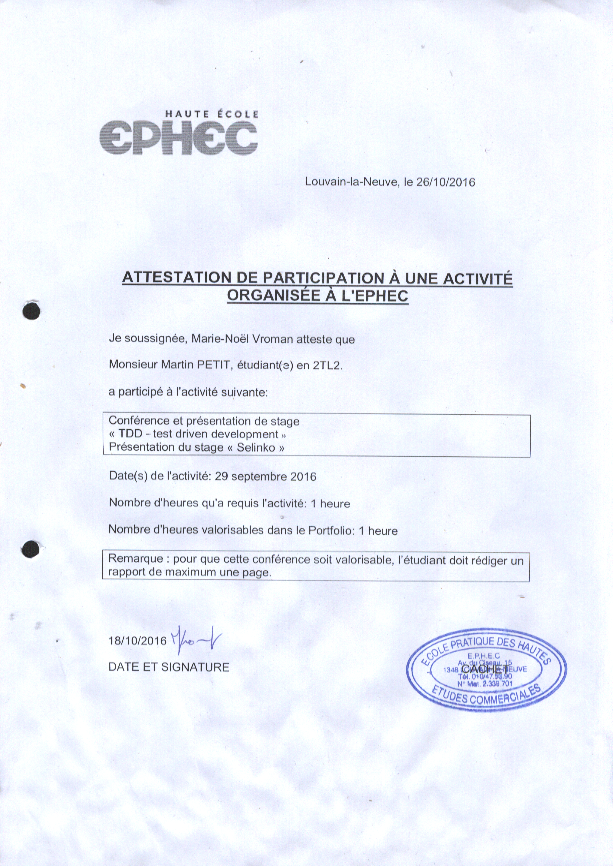 HAUTE ÉCOLE
EPHEC
Louvain-la-Neuve, le 26/10/2016
ATTESTATION DE PARTICIPATION À UNE ACTIVITÉ
ORGANISÉE À L'EPHEC
Je soussignée, Marie-Noël Vroman atteste que
Monsieur Martin PETIT, étudiant(e) en 2TL2.
a participé à l'activité suivante:
Conférence et présentation de stage
« TDD - test driven development »
Présentation du stage « Selinko »
Date(s) de l'activité: 29 septembre 2016
Nombre d'heures qu'a requis l'activité: 1 heure
Nombre d'heures valorisables dans le Portfolio: 1 heure
Remarque : pour que cette conférence soit valorisable, l'étudiant doit rédiger un
rapport de maximum une page.
18/10/2016
DATE ET SIGNATURE
ECOLE PRATIQUE DES HAUTES
E.P.H.E.C
Av. du Ciseau, 15
1348 NEUVE
CACHET
Tél. 010/47.53.90
N° Mat. 2.338 701
ETUDES COMMERCIALES